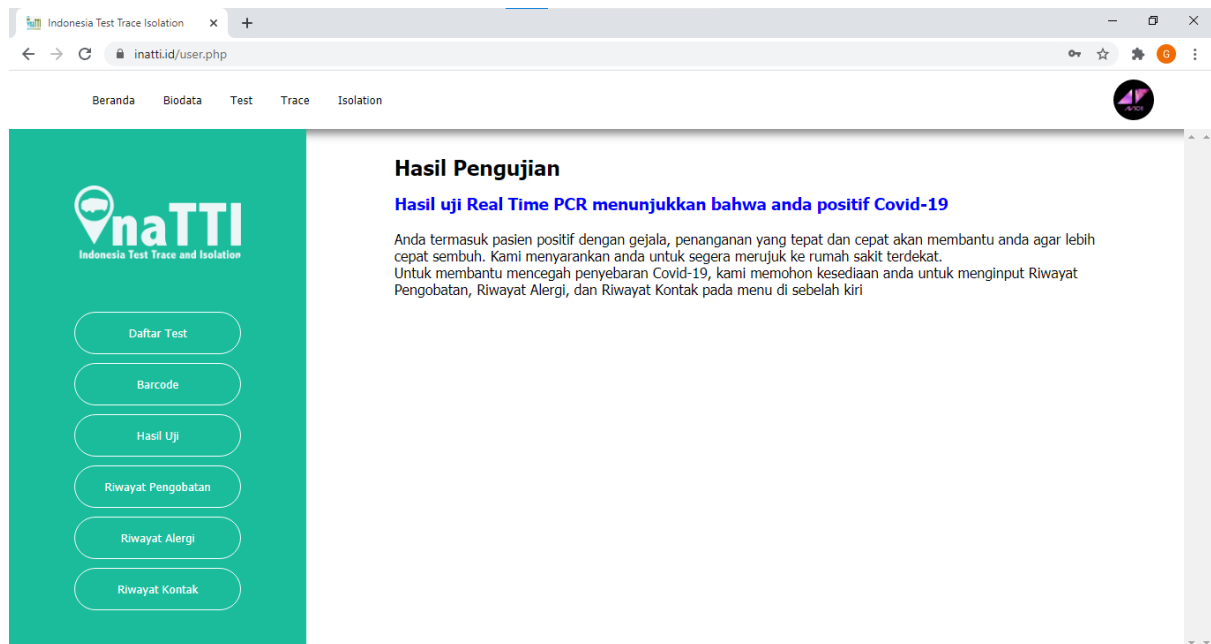 Indonesia Test Trace Isolation
inatti.id/user.php
G
Beranda Biodata Test Trace Isolation
AVICII
inaTTI
Indonesia Test Trace and Isolation
Daftar Test
Barcode
Hasil Uji
Riwayat Pengobatan
Riwayat Alergi
Riwayat Kontak
Hasil Pengujian
Hasil uji Real Time PCR menunjukkan bahwa anda positif Covid-19
Anda termasuk pasien positif dengan gejala, penanganan yang tepat dan cepat akan membantu anda agar lebih
cepat sembuh. Kami menyarankan anda untuk segera merujuk ke rumah sakit terdekat.
Untuk membantu mencegah penyebaran Covid-19, kami memohon kesediaan anda untuk menginput Riwayat
Pengobatan, Riwayat Alergi, dan Riwayat Kontak pada menu di sebelah kiri